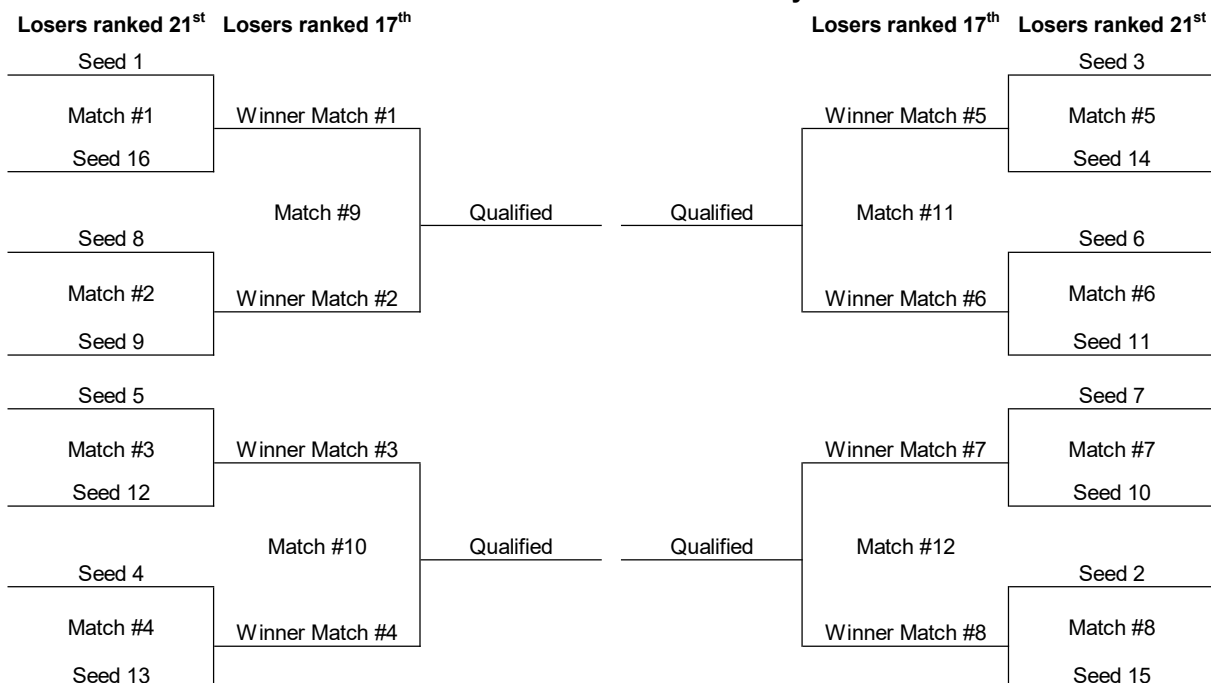 Losers ranked 21st Losers ranked 17th Losers ranked 17th Losers ranked 21st
Seed 1 Seed 3
Match #1 Winner Match #1 Winner Match #5 Match #5
Seed 16 Seed 14
Match #9 Qualified Qualified Match #11
Seed 8 Seed 6
Match #2 Winner Match #2 Winner Match #6 Match #6
Seed 9 Seed 11
Seed 5 Seed 7
Match #3 Winner Match #3 Winner Match #7 Match #7
Seed 12 Seed 10
Match #10 Qualified Qualified Match #12
Seed 4 Seed 2
Match #4 Winner Match #4 Winner Match #8 Match #8
Seed 13 Seed 15